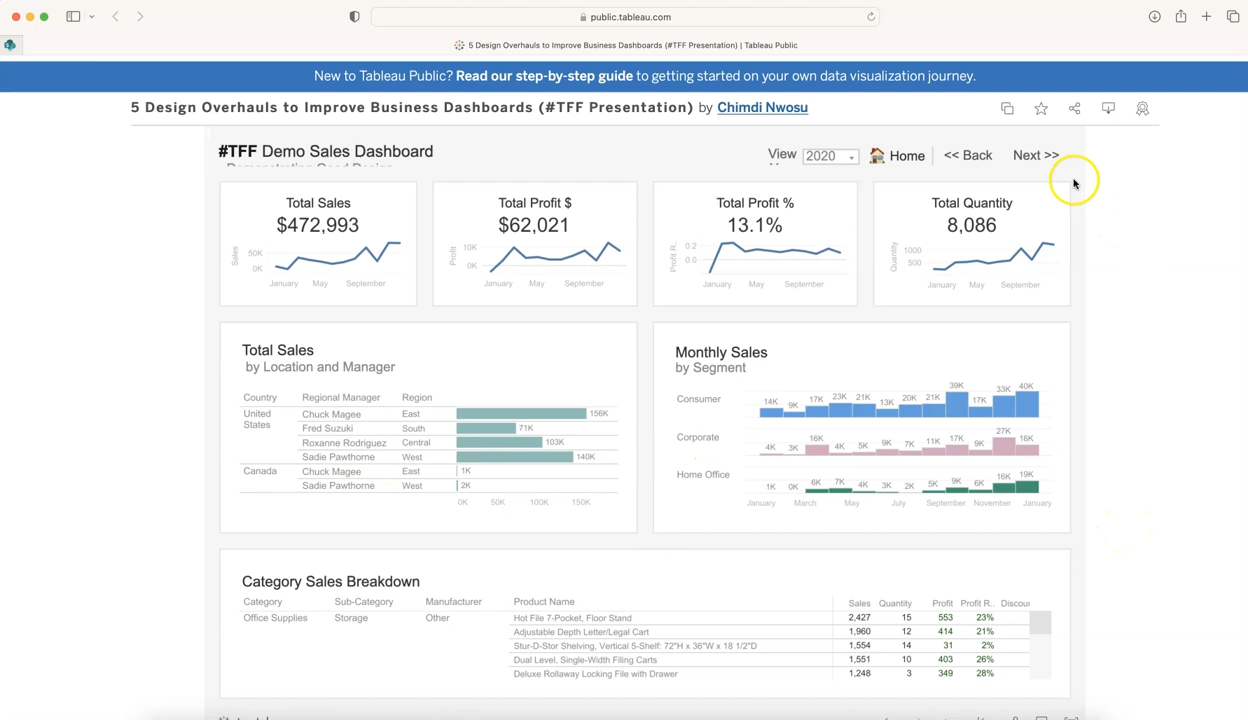 public.tableau.com
5 Design Overhauls to Improve Business Dashboards (#TFF Presentation) | Tableau Public
New to Tableau Public? Read our step-by-step guide to getting started on your own data visualization journey.
5 Design Overhauls to Improve Business Dashboards (#TFF Presentation) by Chimdi Nwosu
#TFF Demo Sales Dashboard
View 2020 Home << Back Next >>
Total Sales
$472,993
Sales
50K
0K
January May September
Total Profit $
$62,021
Profit
10K
0K
January May September
Total Profit %
13.1%
Profit R..
0.2
0.0
January May September
Total Quantity
8,086
Quantity
1000
500
January May September
Total Sales
by Location and Manager
Country Regional Manager Region
United States Chuck Magee East 156K
Fred Suzuki South 71K
Roxanne Rodriguez Central 103K
Sadie Pawthorne West 140K
Canada Chuck Magee East 1K
Sadie Pawthorne West 2K
0K 50K 100K 150K
Monthly Sales
by Segment
Consumer 14K 9K 17K 23K 21K 13K 20K 21K 39K 17K 33K 40K
Corporate 4K 3K 16K 4K 5K 9K 7K 11K 17K 9K 27K 16K
Home Office 1K 0K 6K 7K 4K 3K 2K 5K 9K 6K 16K 19K
January March May July September November January
Category Sales Breakdown
Category Sub-Category Manufacturer Product Name Sales Quantity Profit Profit R.. Discou
Office Supplies Storage Other Hot File 7-Pocket, Floor Stand 2,427 15 553 23%
Adjustable Depth Letter/Legal Cart 1,960 12 414 21%
Stur-D-Stor Shelving, Vertical 5-Shelf: 72"H x 36"W x 18 1/2"D 1,554 14 31 2%
Dual Level, Single-Width Filing Carts 1,551 10 403 26%
Deluxe Rollaway Locking File with Drawer 1,248 3 349 28%